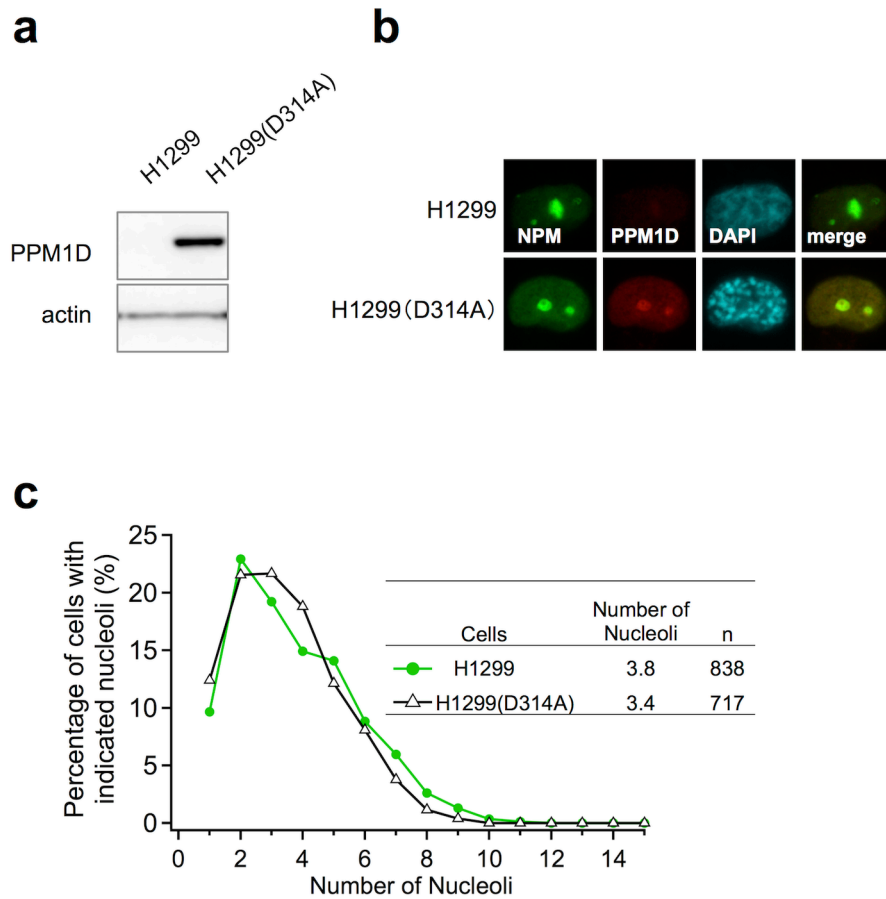 a
H1299
H1299(D314A)
PPM1D
actin
b
H1299
NPM
PPM1D
DAPI
merge
H1299(D314A)
c
Percentage of cells with
indicated nucleoli (%)
25
20
15
10
5
0
0 2 4 6 8 10 12 14
Number of Nucleoli
Cells Number of Nucleoli n
H1299 3.8 838
H1299(D314A) 3.4 717